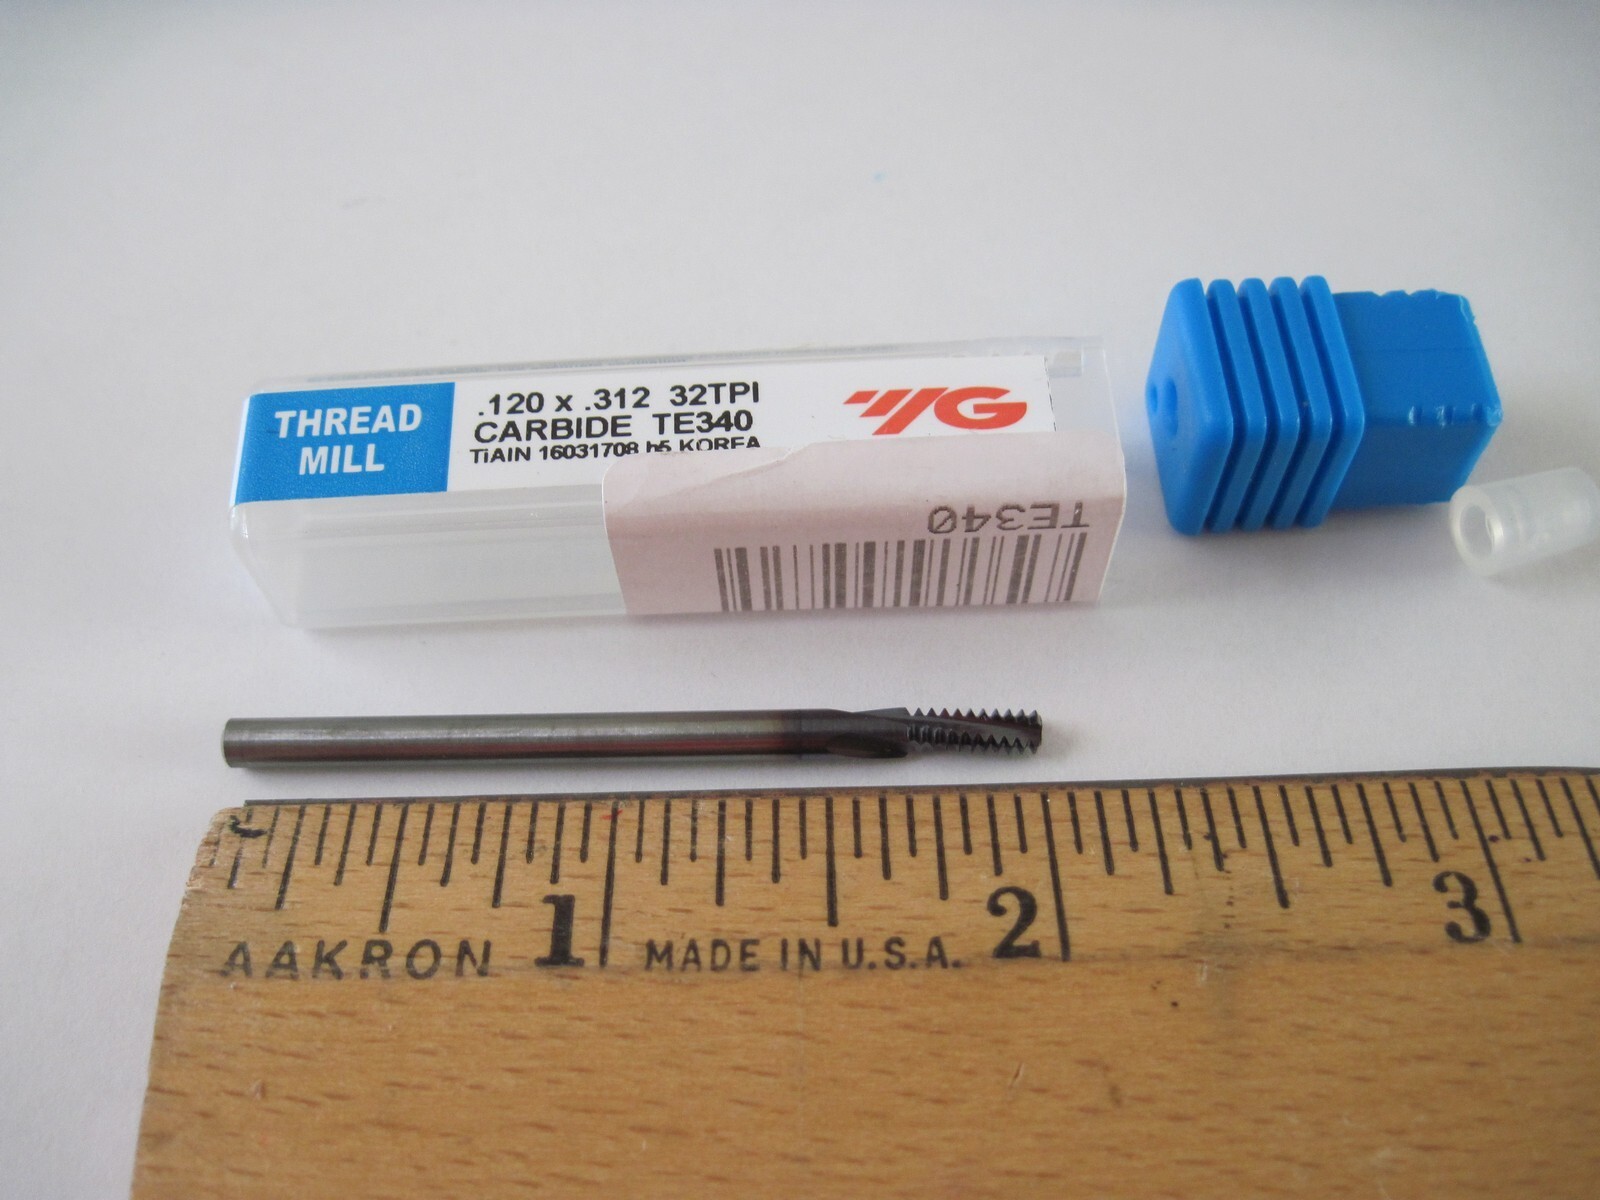 THREAD
MILL
.120 x .312 32TPI
CARBIDE TE340
TiAlN 16031708 h5 KOREA
YG
TE340
1 2 3
AAKRON MADE IN U.S.A.